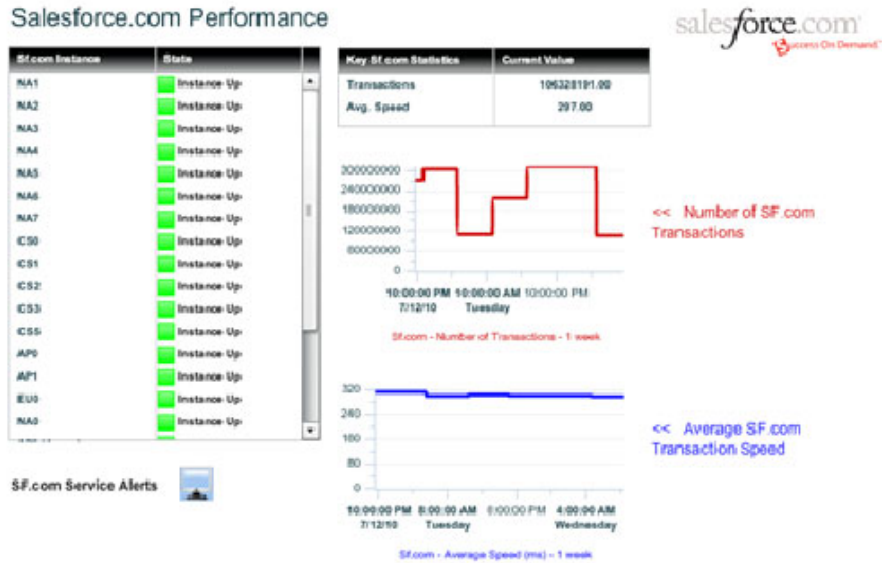 Salesforce.com Performance
salesforce.com
Success On Demand.
Sf.com Instance State
NA1 Instance Up
NA2 Instance Up
NA3 Instance Up
NA4 Instance Up
NA5 Instance Up
NA6 Instance Up
NA7 Instance Up
CS0 Instance Up
CS1 Instance Up
CS2 Instance Up
CS3 Instance Up
CS5 Instance Up
AP0 Instance Up
AP1 Instance Up
EU0 Instance Up
NA0 Instance Up
SF.com Service Alerts
Key Sf.com Statistics Current Value
Transactions 106328191.00
Avg. Speed 297.00
300000000
240000000
180000000
120000000
60000000
0
10:00:00 PM 10:00:00 AM 10:00:00 PM
7/12/10 Tuesday
Sf.com - Number of Transactions - 1 week
<< Number of SF.com
Transactions
320
240
160
80
0
10:00:00 PM 8:00:00 AM 6:00:00 PM 4:00:00 AM
7/12/10 Tuesday Wednesday
Sf.com - Average Speed (ms) - 1 week
<< Average SF.com
Transaction Speed